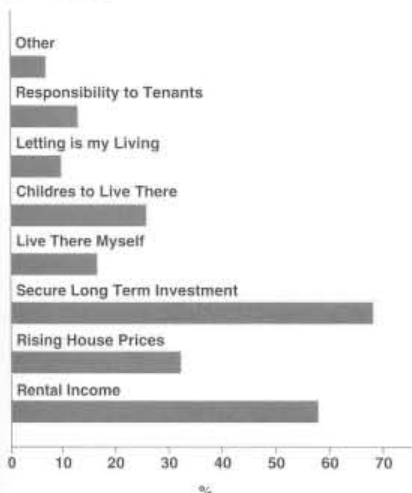 Other
Responsibility to Tenants
Letting is my Living
Childres to Live There
Live There Myself
Secure Long Term Investment
Rising House Prices
Rental Income
0 10 20 30 40 50 60 70
%